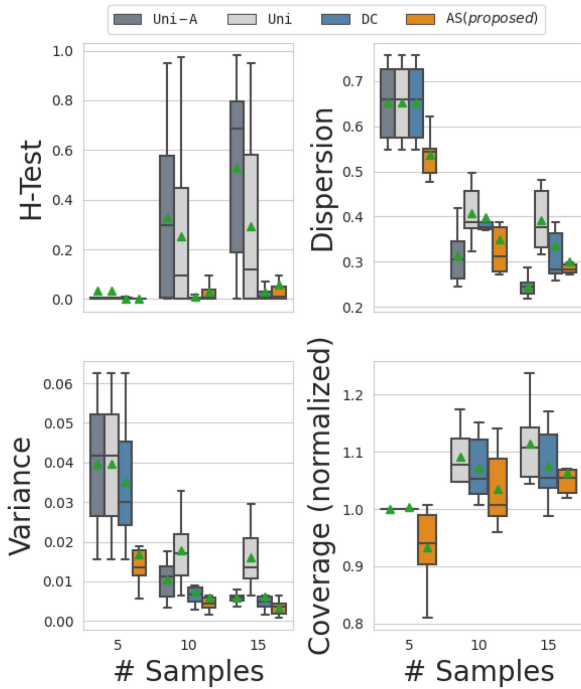 Uni-A Uni DC AS(proposed)
H-Test
1.0
0.8
0.6
0.4
0.2
0.0
Dispersion
0.7
0.6
0.5
0.4
0.3
0.2
Variance
0.06
0.05
0.04
0.03
0.02
0.01
0.00
5 10 15
# Samples
Coverage (normalized)
1.2
1.1
1.0
0.9
0.8
5 10 15
# Samples